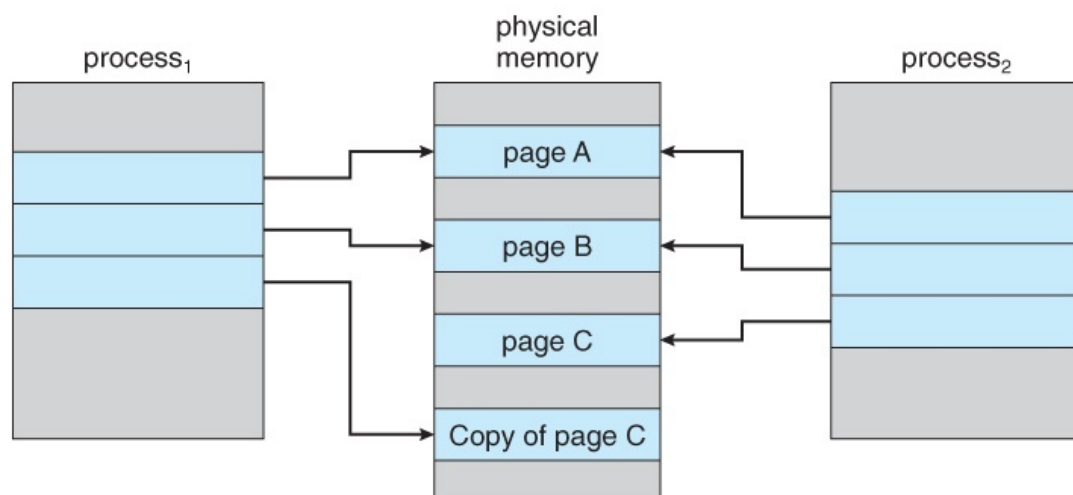 process₁
physical
memory
process₂
page A
page B
page C
Copy of page C